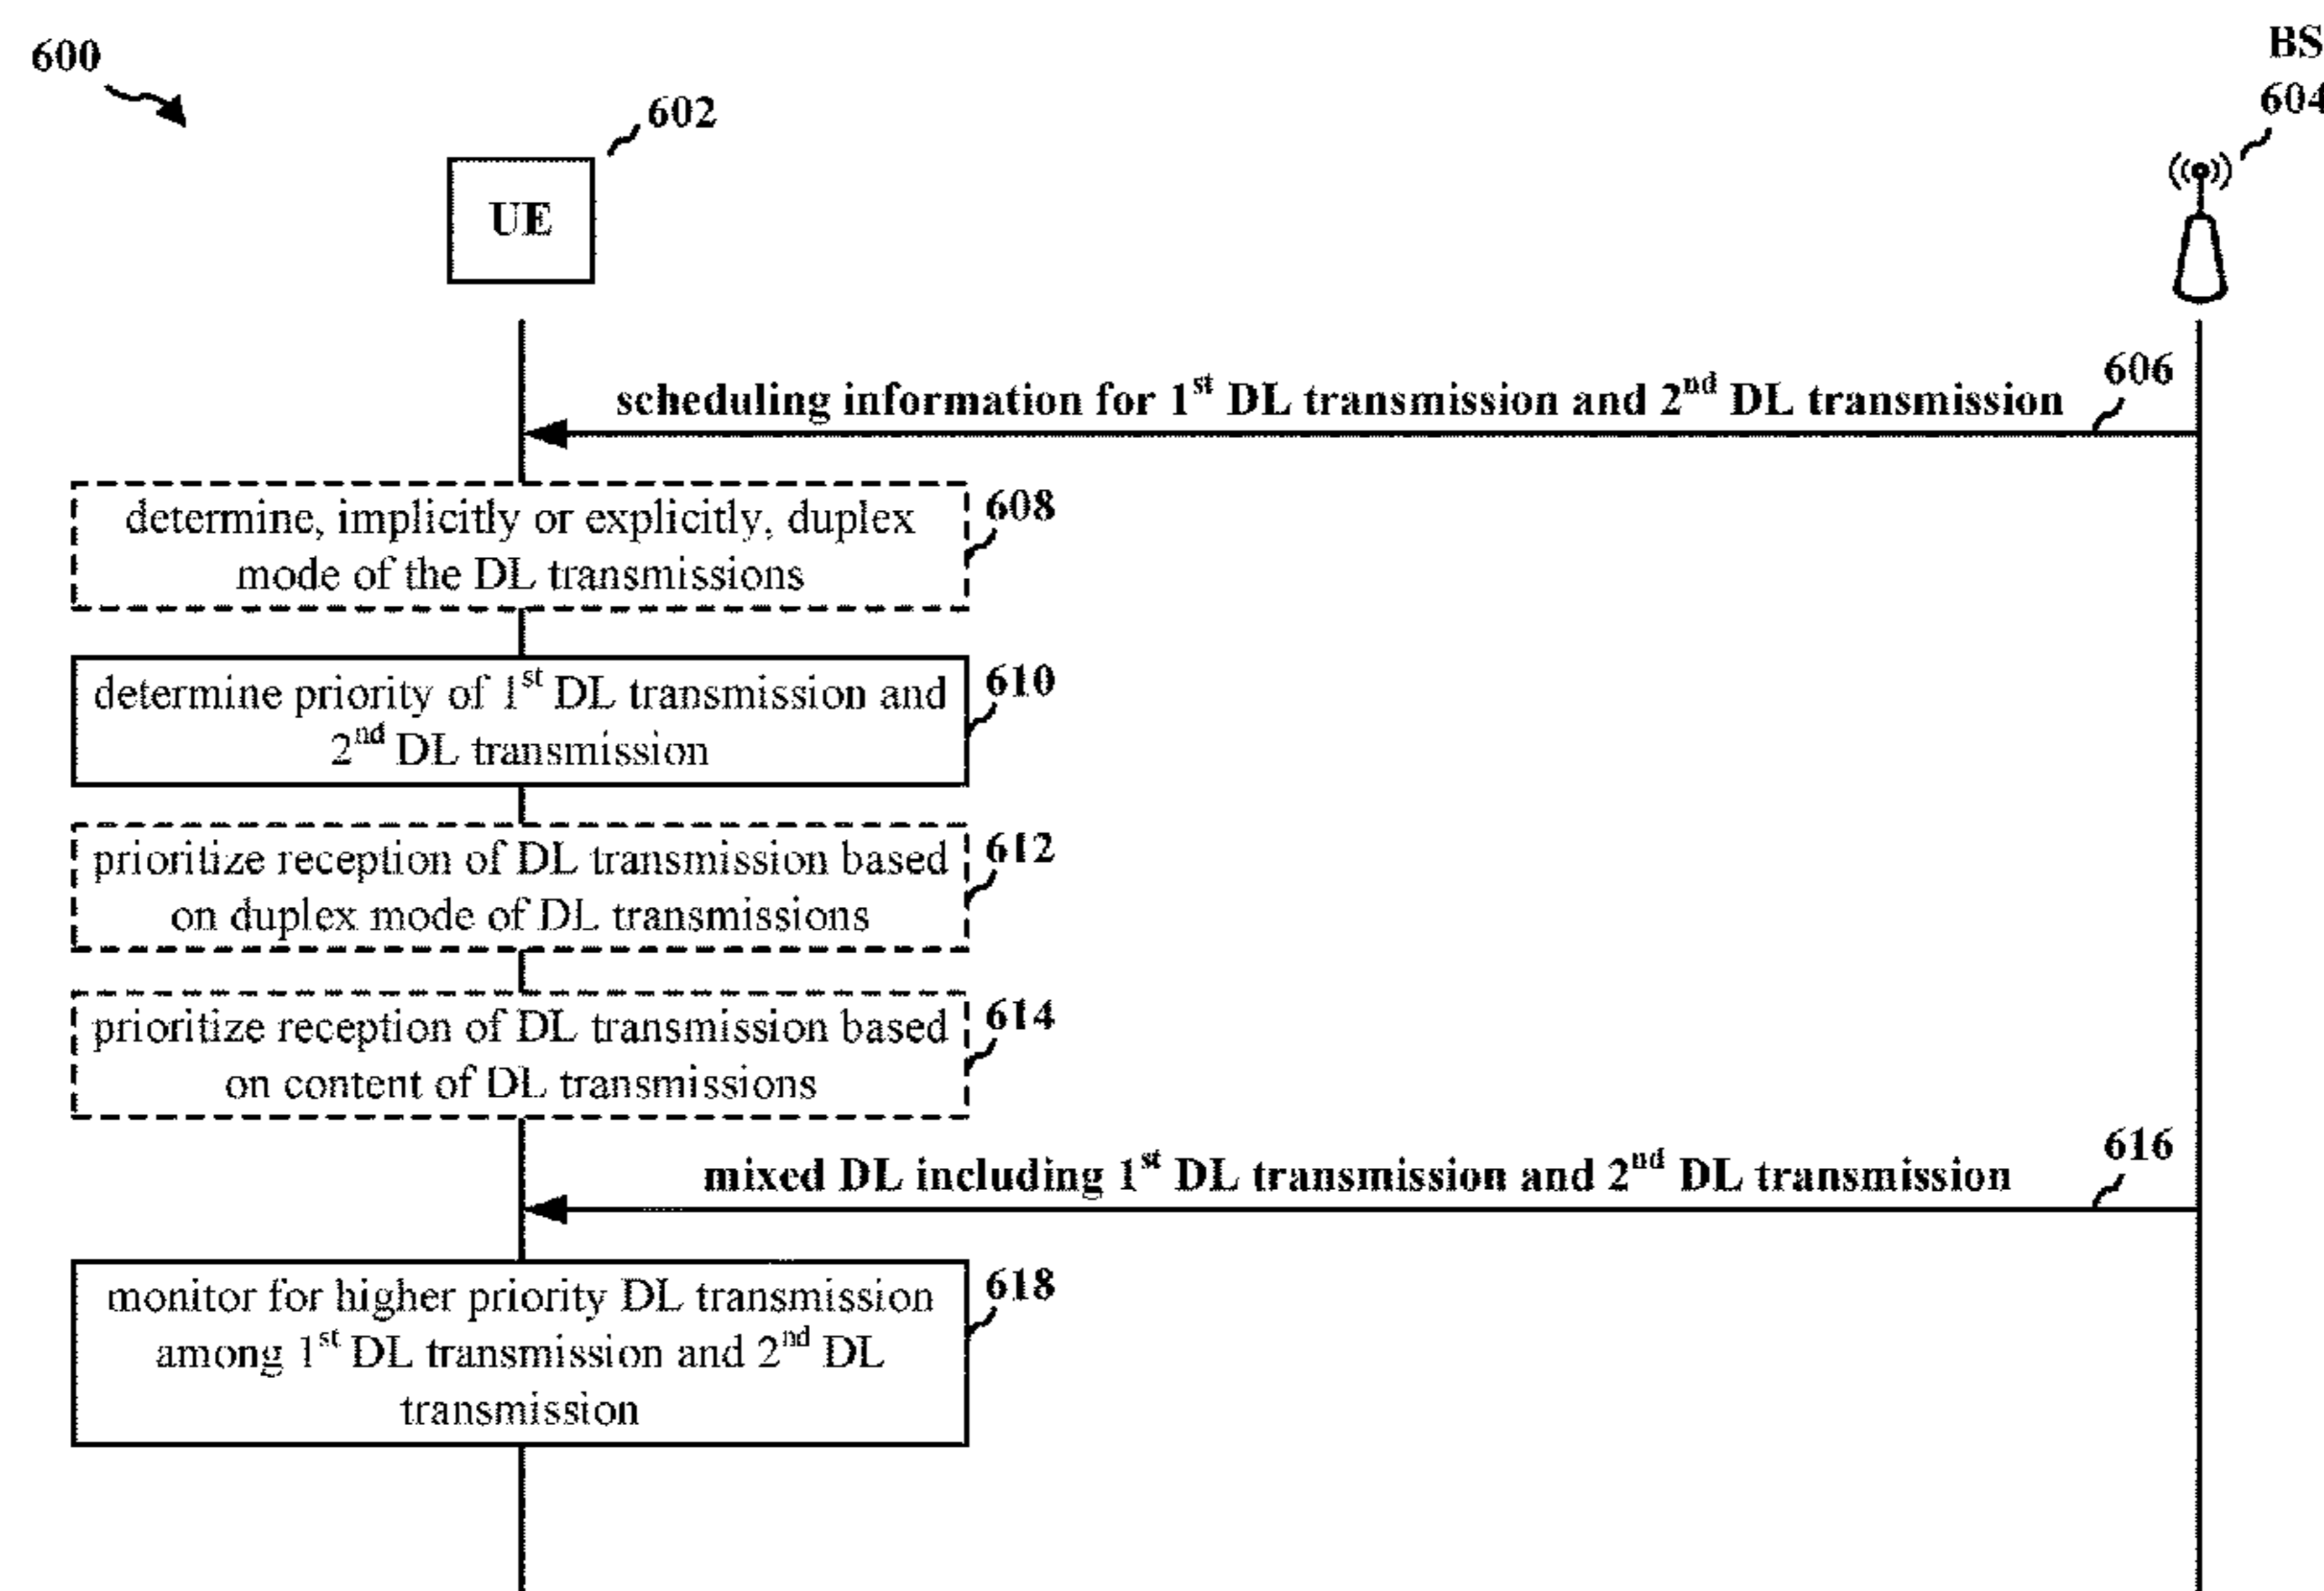 600
BS
604
602
UE
606
scheduling information for 1st DL transmission and 2nd DL transmission
608
determine, implicitly or explicitly, duplex
mode of the DL transmissions
610
determine priority of 1st DL transmission and
2nd DL transmission
612
prioritize reception of DL transmission based
on duplex mode of DL transmissions
614
prioritize reception of DL transmission based
on content of DL transmissions
616
mixed DL including 1st DL transmission and 2nd DL transmission
618
monitor for higher priority DL transmission
among 1st DL transmission and 2nd DL
transmission